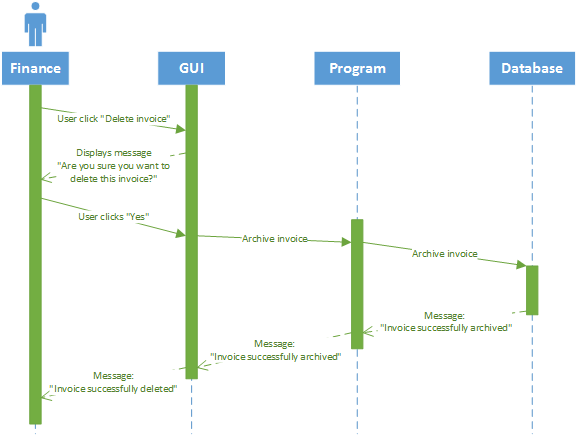 Finance
GUI
Program
Database
User click "Delete invoice"
Displays message
"Are you sure you want to
delete this invoice?"
User clicks "Yes"
Archive invoice
Archive invoice
Message:
"Invoice successfully archived"
Message:
"Invoice successfully archived"
Message:
"Invoice successfully deleted"